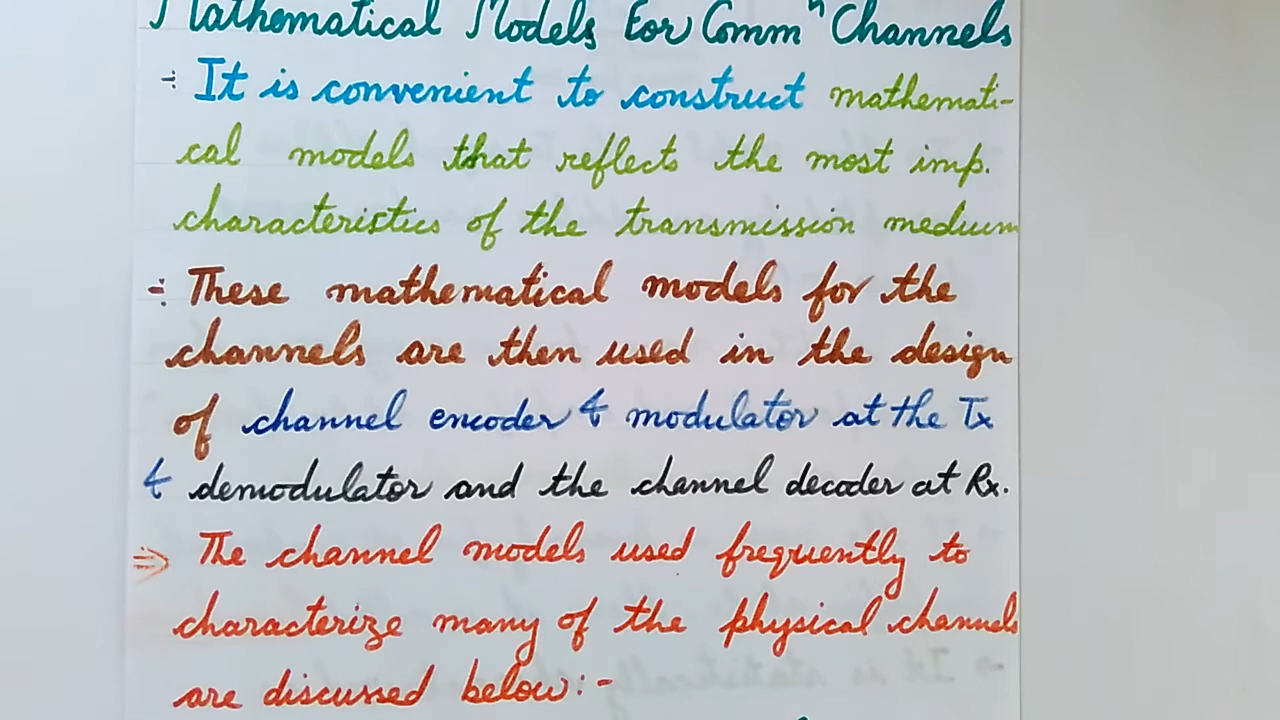 Mathematical Models For Commⁿ Channels
÷ It is convenient to construct mathemati-
cal models that reflects the most imp.
characteristics of the transmission medium
÷ These mathematical models for the
channels are then used in the design
of channel encoder & modulator at the Tx
& demodulator and the channel decoder at Rx.
⇒ The channel models used frequently to
characterize many of the physical channels
are discussed below:-